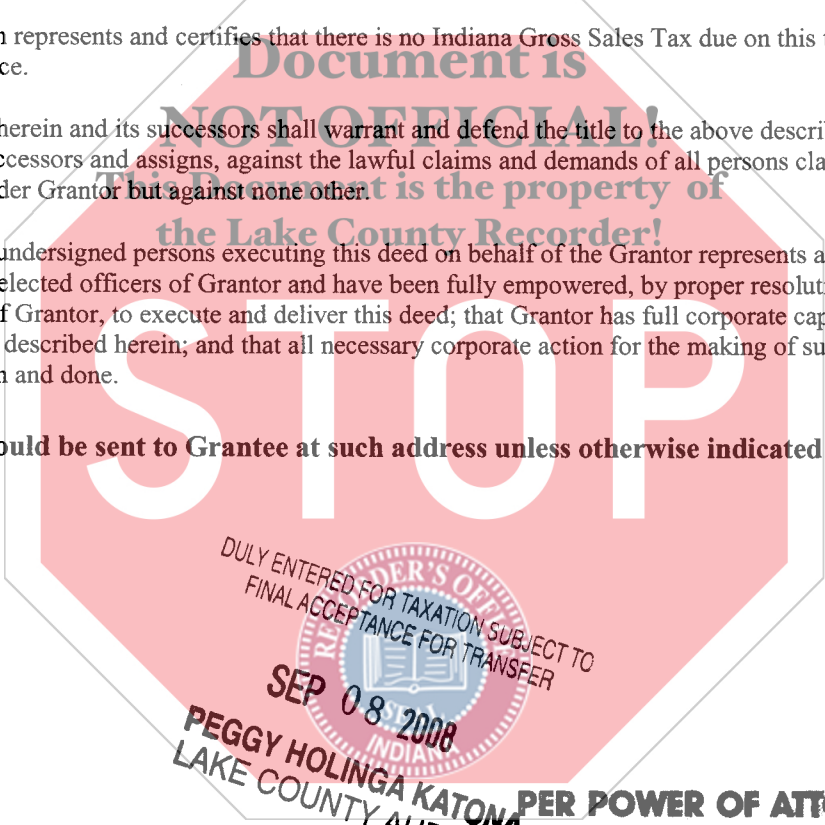 represents and certifies that there is no Indiana Gross Sales Tax due on this
ce.
Document is
herein and its successors shall warrant and defend the title to the above descri
NOT OFFICIAL!
ccessors and assigns, against the lawful claims and demands of all persons cla
der Grantor but against none other.
This Document is the property of
the Lake County Recorder!
undersigned persons executing this deed on behalf of the Grantor represents a
elected officers of Grantor and have been fully empowered, by proper resoluti
f Grantor, to execute and deliver this deed; that Grantor has full corporate cap
described herein; and that all necessary corporate action for the making of su
and done.
STOP
ould be sent to Grantee at such address unless otherwise indicated
DULY ENTERED FOR TAXATION SUBJECT TO
FINAL ACCEPTANCE FOR TRANSFER
RECORDER'S OFFICE
SEAL
INDIANA
SEP 08 2008
PEGGY HOLINGA KATONA
LAKE COUNTY
PER POWER OF ATTO